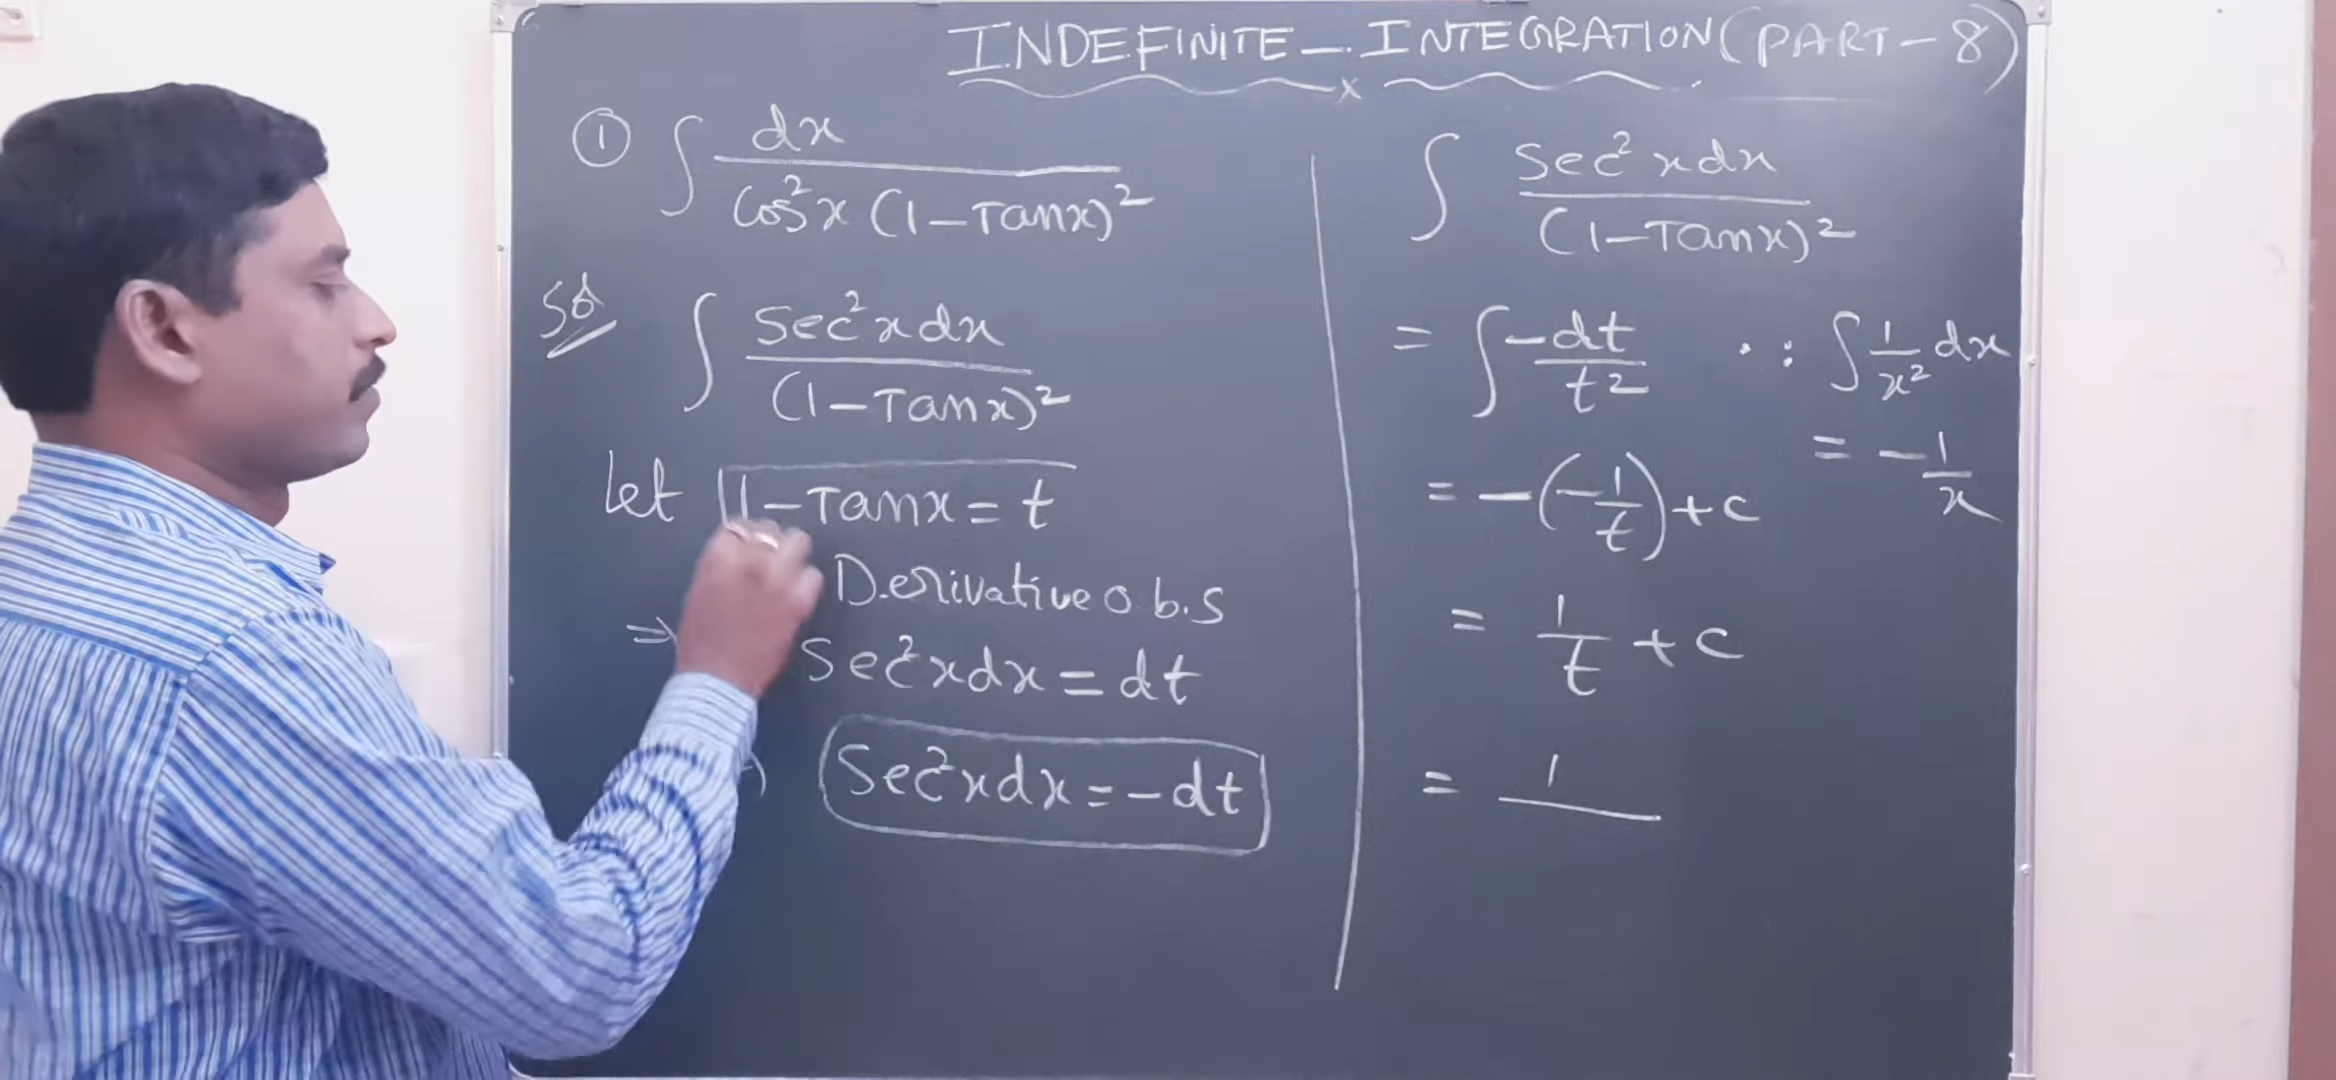 INDEFINITE - INTEGRATION (PART-8)
① ∫ dx / cos²x (1-Tanx)²
Sol ∫ Sec²x dx / (1-Tanx)²
Let 1-Tanx = t
Derivative o.b.s
⇒ Sec²x dx = dt
Sec²x dx = -dt
∫ Sec²x dx / (1-Tanx)²
= ∫ -dt / t² ∵ ∫ 1/x² dx
= -(-1/t) + c = -1/x
= 1/t + c
= 1